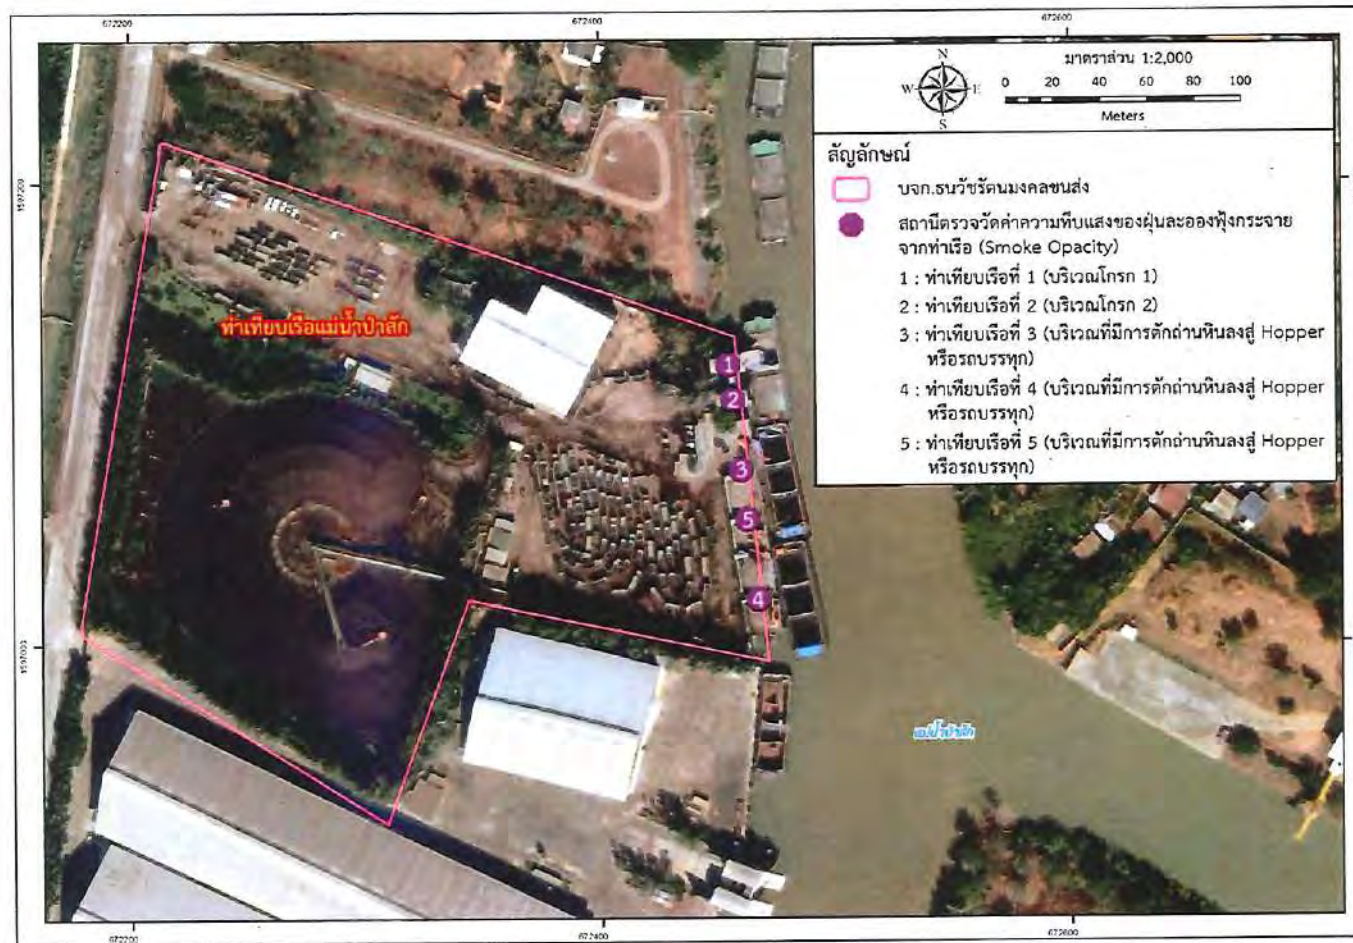 672209
672400
672600
N
W
E
S
มาตราส่วน 1:2,000
0 20 40 60 80 100
Meters
สัญลักษณ์
บจก.ธนวัชรัตนมงคลขนส่ง
สถานีตรวจวัดค่าความทึบแสงของฝุ่นละอองฟุ้งกระจาย
จากท่าเรือ (Smoke Opacity)
1 : ท่าเทียบเรือที่ 1 (บริเวณโกรก 1)
2 : ท่าเทียบเรือที่ 2 (บริเวณโกรก 2)
3 : ท่าเทียบเรือที่ 3 (บริเวณที่มีการตักถ่านหินลงสู่ Hopper
หรือรถบรรทุก)
4 : ท่าเทียบเรือที่ 4 (บริเวณที่มีการตักถ่านหินลงสู่ Hopper
หรือรถบรรทุก)
5 : ท่าเทียบเรือที่ 5 (บริเวณที่มีการตักถ่านหินลงสู่ Hopper
หรือรถบรรทุก)
ท่าเทียบเรือแม่น้ำป่าสัก
1
2
3
5
4
แม่น้ำป่าสัก
672200
672400
672600